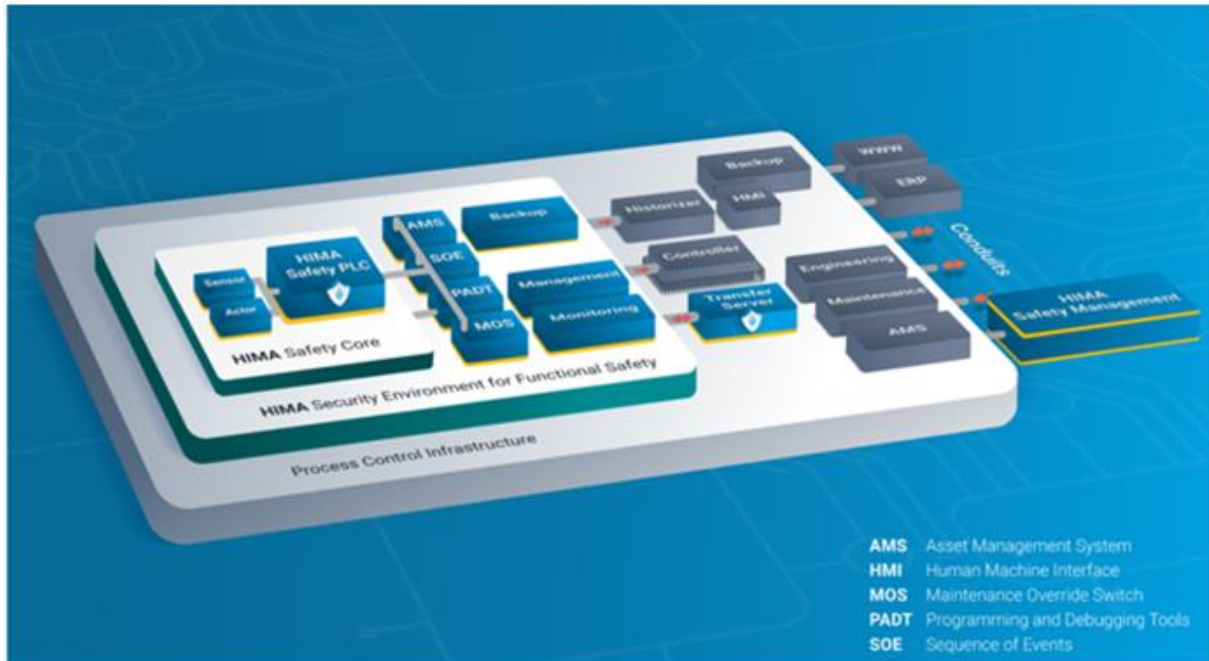 Backup
WWW
HMI
ERP
Historizer
Conduits
AMS
Backup
Controller
Engineering
HIMA
Safety PLC
SOE
Management
Transfer
Server
Maintenance
HIMA
Safety Management
Sensor
PADT
Monitoring
AMS
Actor
MOS
HIMA Safety Core
HIMA Security Environment for Functional Safety
Process Control Infrastructure
AMS Asset Management System
HMI Human Machine Interface
MOS Maintenance Override Switch
PADT Programming and Debugging Tools
SOE Sequence of Events